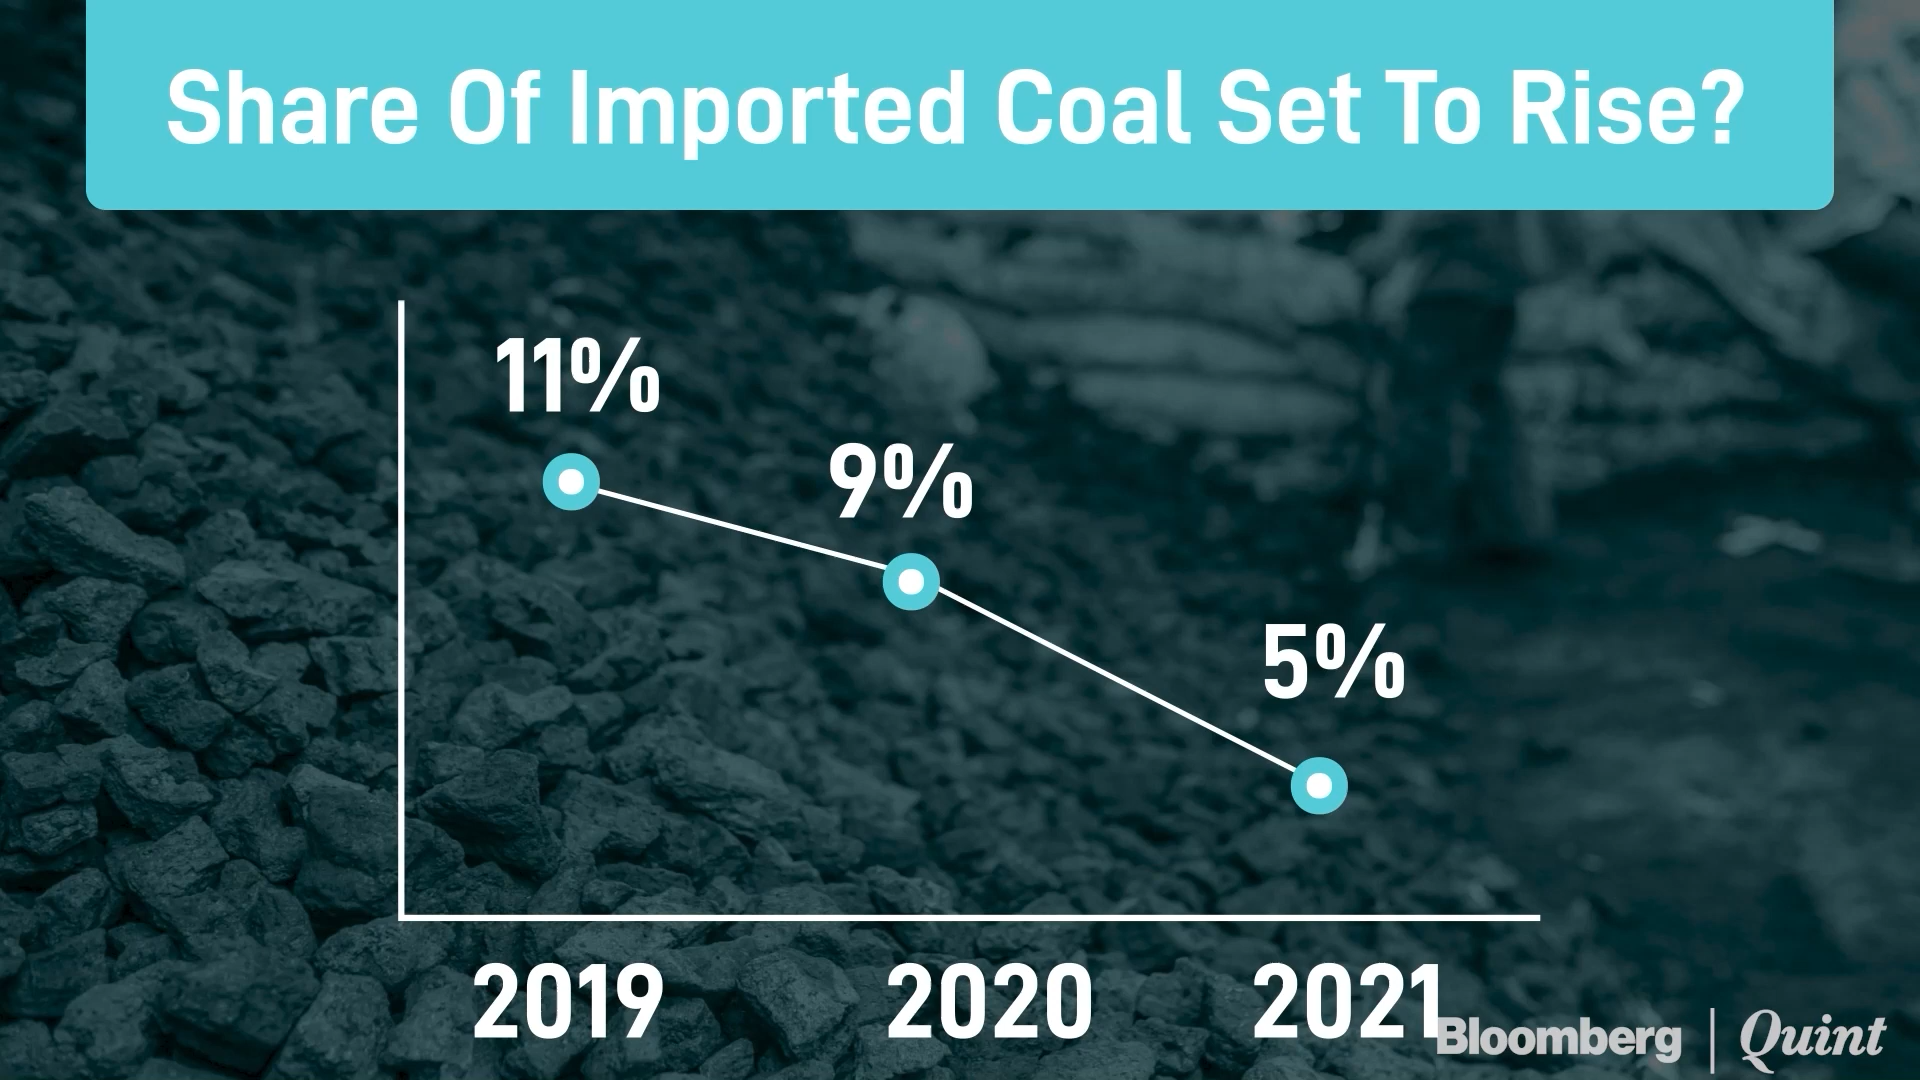 Share Of Imported Coal Set To Rise?
11%
9%
5%
2019 2020 2021
Bloomberg | Quint